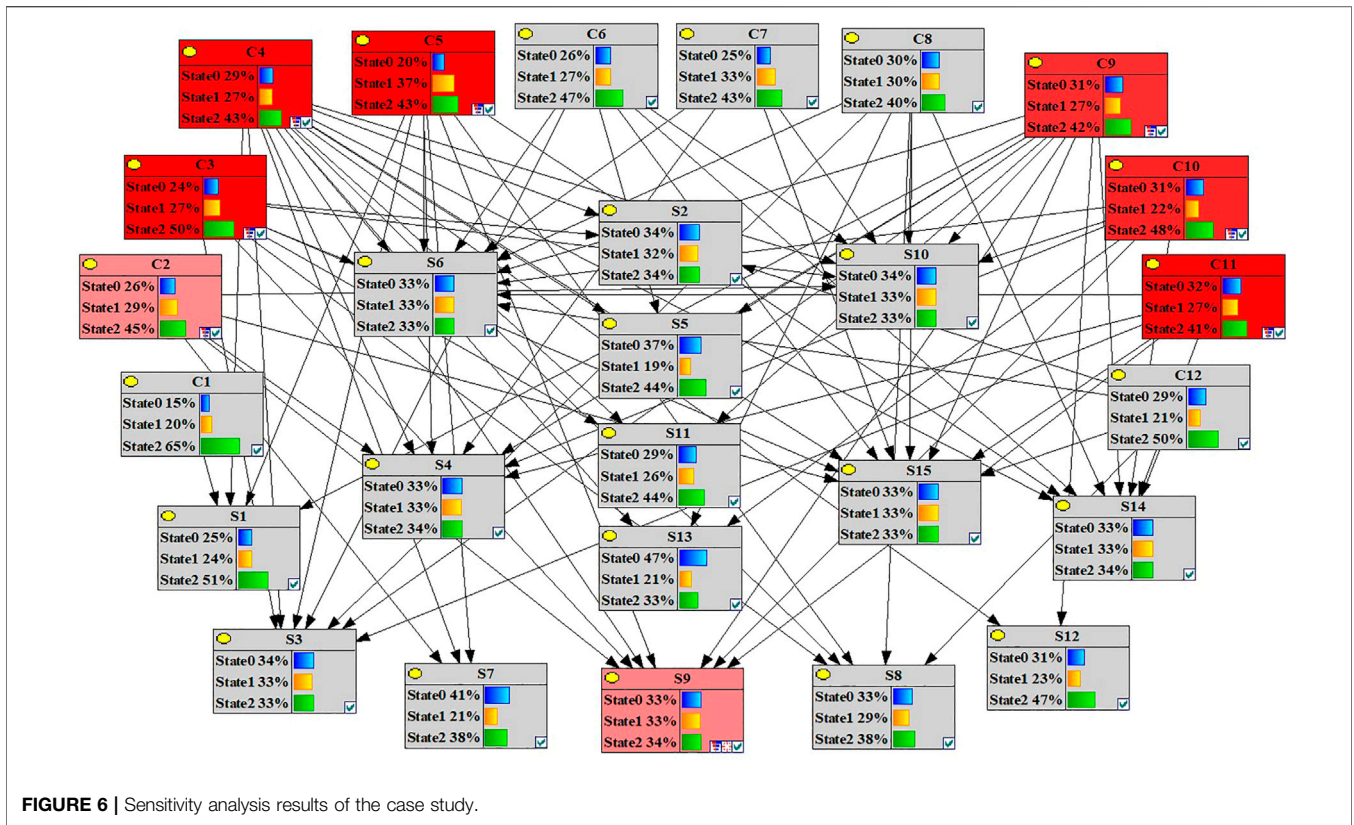 C4
State0 29%
State1 27%
State2 43%
C5
State0 20%
State1 37%
State2 43%
C6
State0 26%
State1 27%
State2 47%
C7
State0 25%
State1 33%
State2 43%
C8
State0 30%
State1 30%
State2 40%
C9
State0 31%
State1 27%
State2 42%
C3
State0 24%
State1 27%
State2 50%
C10
State0 31%
State1 22%
State2 48%
S2
State0 34%
State1 32%
State2 34%
C2
State0 26%
State1 29%
State2 45%
S6
State0 33%
State1 33%
State2 33%
S10
State0 34%
State1 33%
State2 33%
C11
State0 32%
State1 27%
State2 41%
S5
State0 37%
State1 19%
State2 44%
C1
State0 15%
State1 20%
State2 65%
C12
State0 29%
State1 21%
State2 50%
S11
State0 29%
State1 26%
State2 44%
S4
State0 33%
State1 33%
State2 34%
S15
State0 33%
State1 33%
State2 33%
S1
State0 25%
State1 24%
State2 51%
S14
State0 33%
State1 33%
State2 34%
S13
State0 47%
State1 21%
State2 33%
S3
State0 34%
State1 33%
State2 33%
S12
State0 31%
State1 23%
State2 47%
S7
State0 41%
State1 21%
State2 38%
S9
State0 33%
State1 33%
State2 34%
S8
State0 33%
State1 29%
State2 38%
FIGURE 6 | Sensitivity analysis results of the case study.